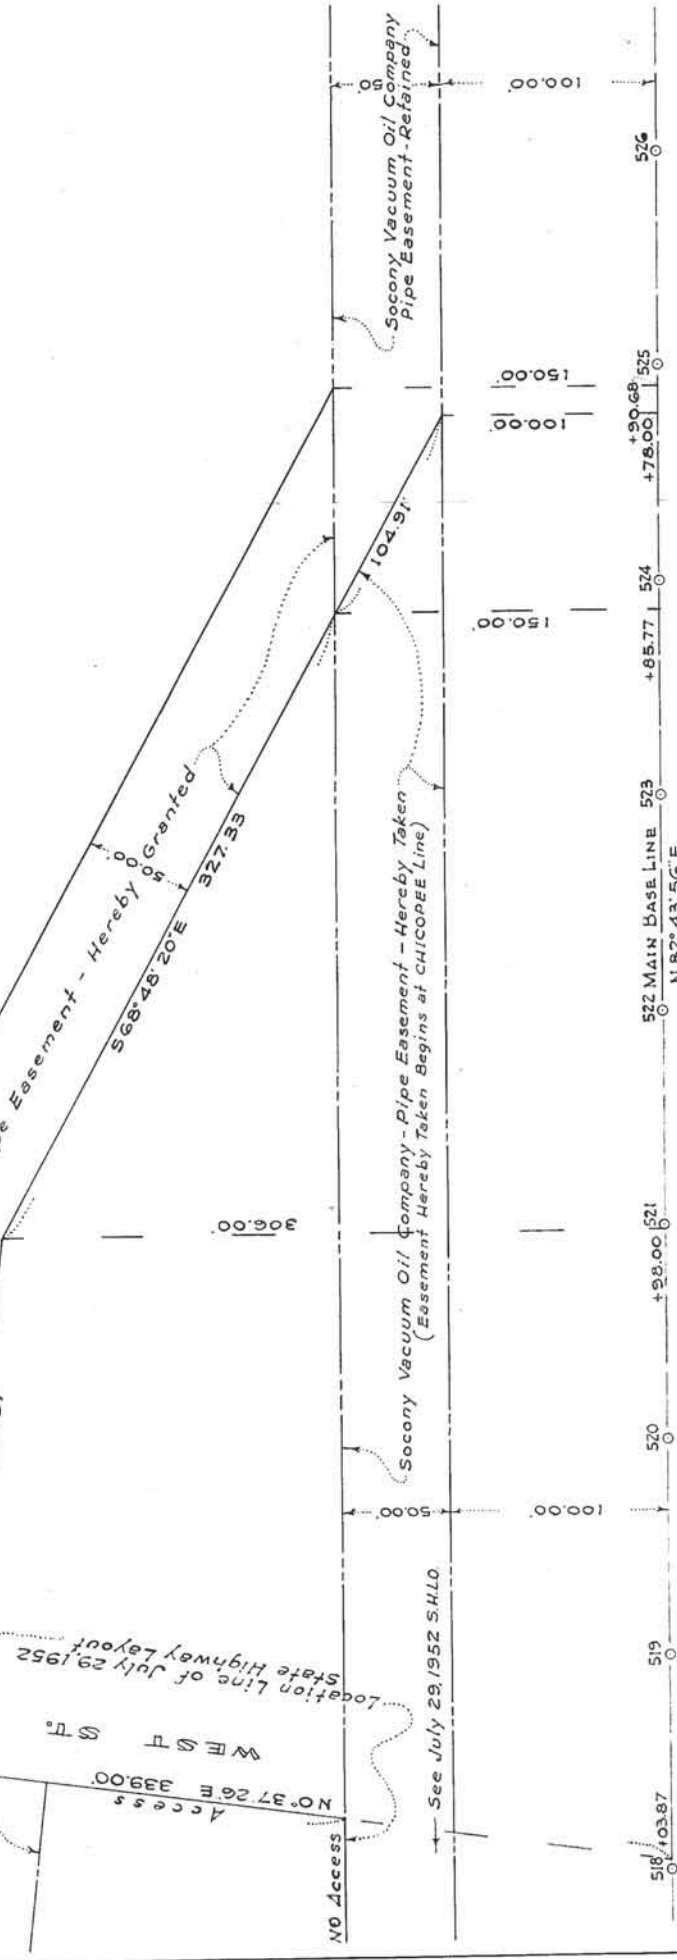 Socony Vacuum Oil Company
Pipe Easement-Retained
50.
100.00
526
150.00
100.00
+90.68
525
+78.00
104.91
150.00
524
+85.77
Easement - Hereby Granted
50.00
S68°48'20"E 327.33
Socony Vacuum Oil Company-Pipe Easement-Hereby Taken
(Easement Hereby Taken Begins at CHICOPEE Line)
523
MAIN BASE LINE
N 82° 43' 56" E
522
306.00
521
+98.00
520
50.00
100.00
Location Line of July 29, 1952
State Highway Layout
WEST ST.
N0°37'26"E 339.00
Access
NO Access
See July 29, 1952 S.H.L.O.
519
518
+03.87